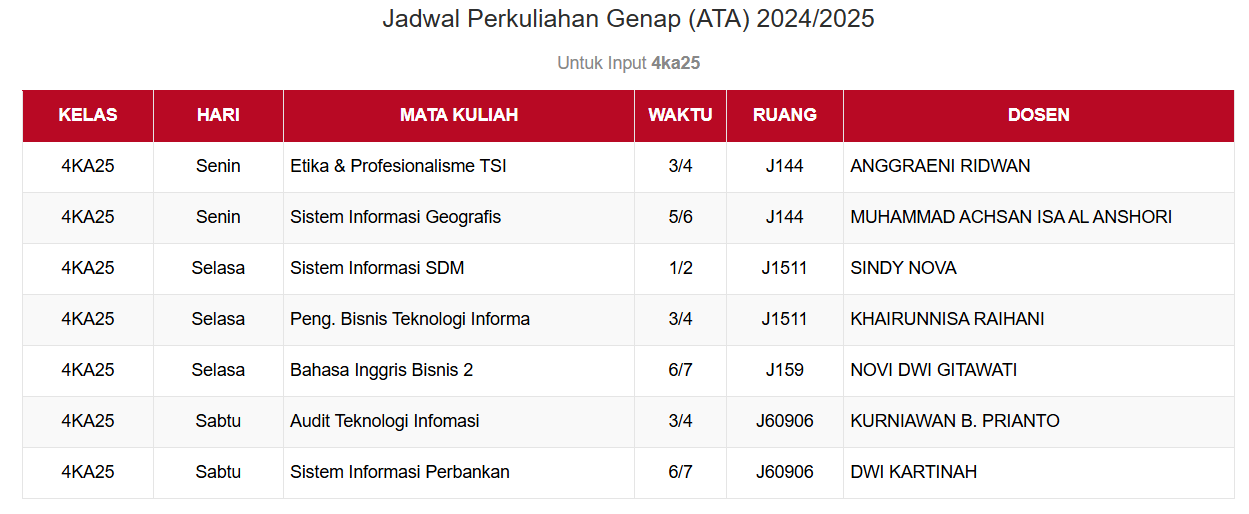 Jadwal Perkuliahan Genap (ATA) 2024/2025
Untuk Input 4ka25
KELAS HARI MATA KULIAH WAKTU RUANG DOSEN
4KA25 Senin Etika & Profesionalisme TSI 3/4 J144 ANGGRAENI RIDWAN
4KA25 Senin Sistem Informasi Geografis 5/6 J144 MUHAMMAD ACHSAN ISA AL ANSHORI
4KA25 Selasa Sistem Informasi SDM 1/2 J1511 SINDY NOVA
4KA25 Selasa Peng. Bisnis Teknologi Informa 3/4 J1511 KHAIRUNNISA RAIHANI
4KA25 Selasa Bahasa Inggris Bisnis 2 6/7 J159 NOVI DWI GITAWATI
4KA25 Sabtu Audit Teknologi Infomasi 3/4 J60906 KURNIAWAN B. PRIANTO
4KA25 Sabtu Sistem Informasi Perbankan 6/7 J60906 DWI KARTINAH